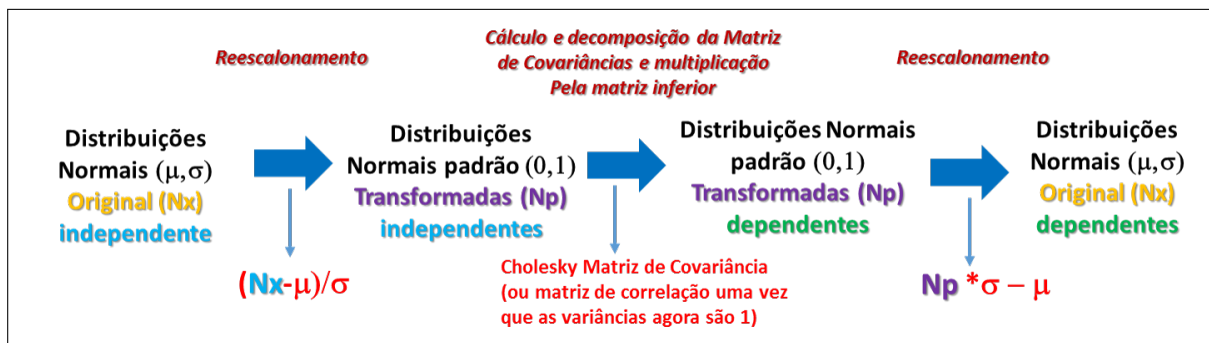 Reescalonamento
Cálculo e decomposição da Matriz
de Covariâncias e multiplicação
Pela matriz inferior
Reescalonamento
Distribuições
Normais (μ,σ)
Original (Nx)
independente
Distribuições
Normais padrão (0,1)
Transformadas (Np)
independentes
Distribuições Normais
padrão (0,1)
Transformadas (Np)
dependentes
Distribuições
Normais (μ,σ)
Original (Nx)
dependentes
(Nx-μ)/σ
Cholesky Matriz de Covariância
(ou matriz de correlação uma vez
que as variâncias agora são 1)
Np *σ – μ